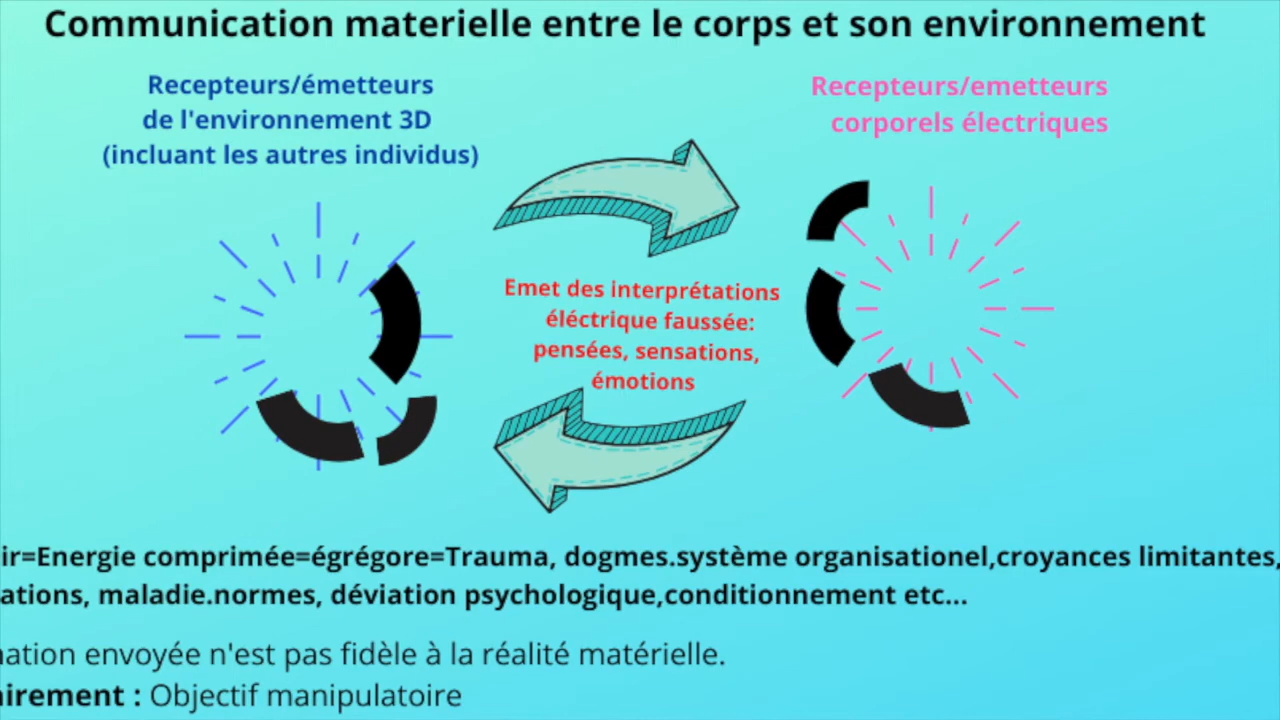 Communication materielle entre le corps et son environnement
Recepteurs/émetteurs
de l'environnement 3D
(incluant les autres individus)
Recepteurs/emetteurs
corporels électriques
Emet des interprétations
éléctrique faussée:
pensées, sensations,
émotions
ir=Energie comprimée=égrégore=Trauma, dogmes.système organisationel,croyances limitantes,
ations, maladie.normes, déviation psychologique,conditionnement etc...
ation envoyée n'est pas fidèle à la réalité matérielle.
irement : Objectif manipulatoire